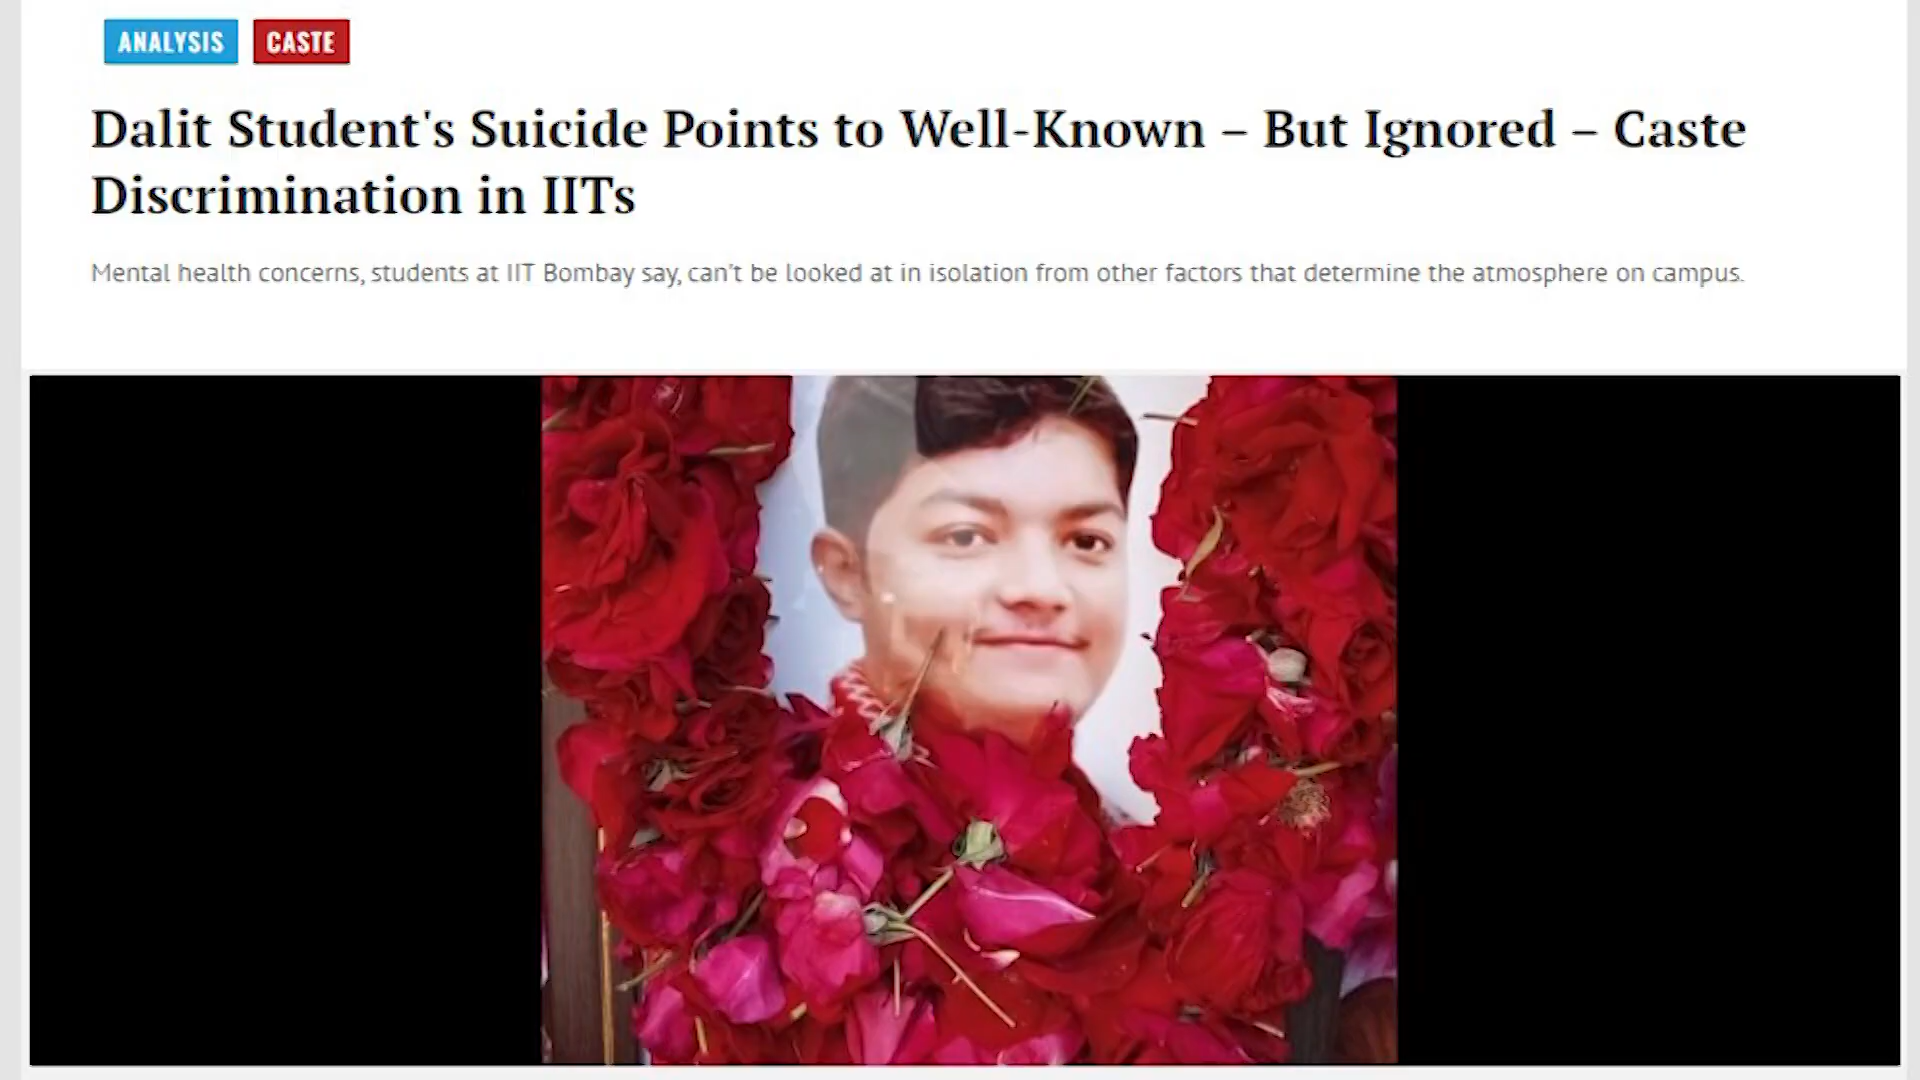 ANALYSIS CASTE
Dalit Student's Suicide Points to Well-Known – But Ignored – Caste
Discrimination in IITs
Mental health concerns, students at IIT Bombay say, can't be looked at in isolation from other factors that determine the atmosphere on campus.